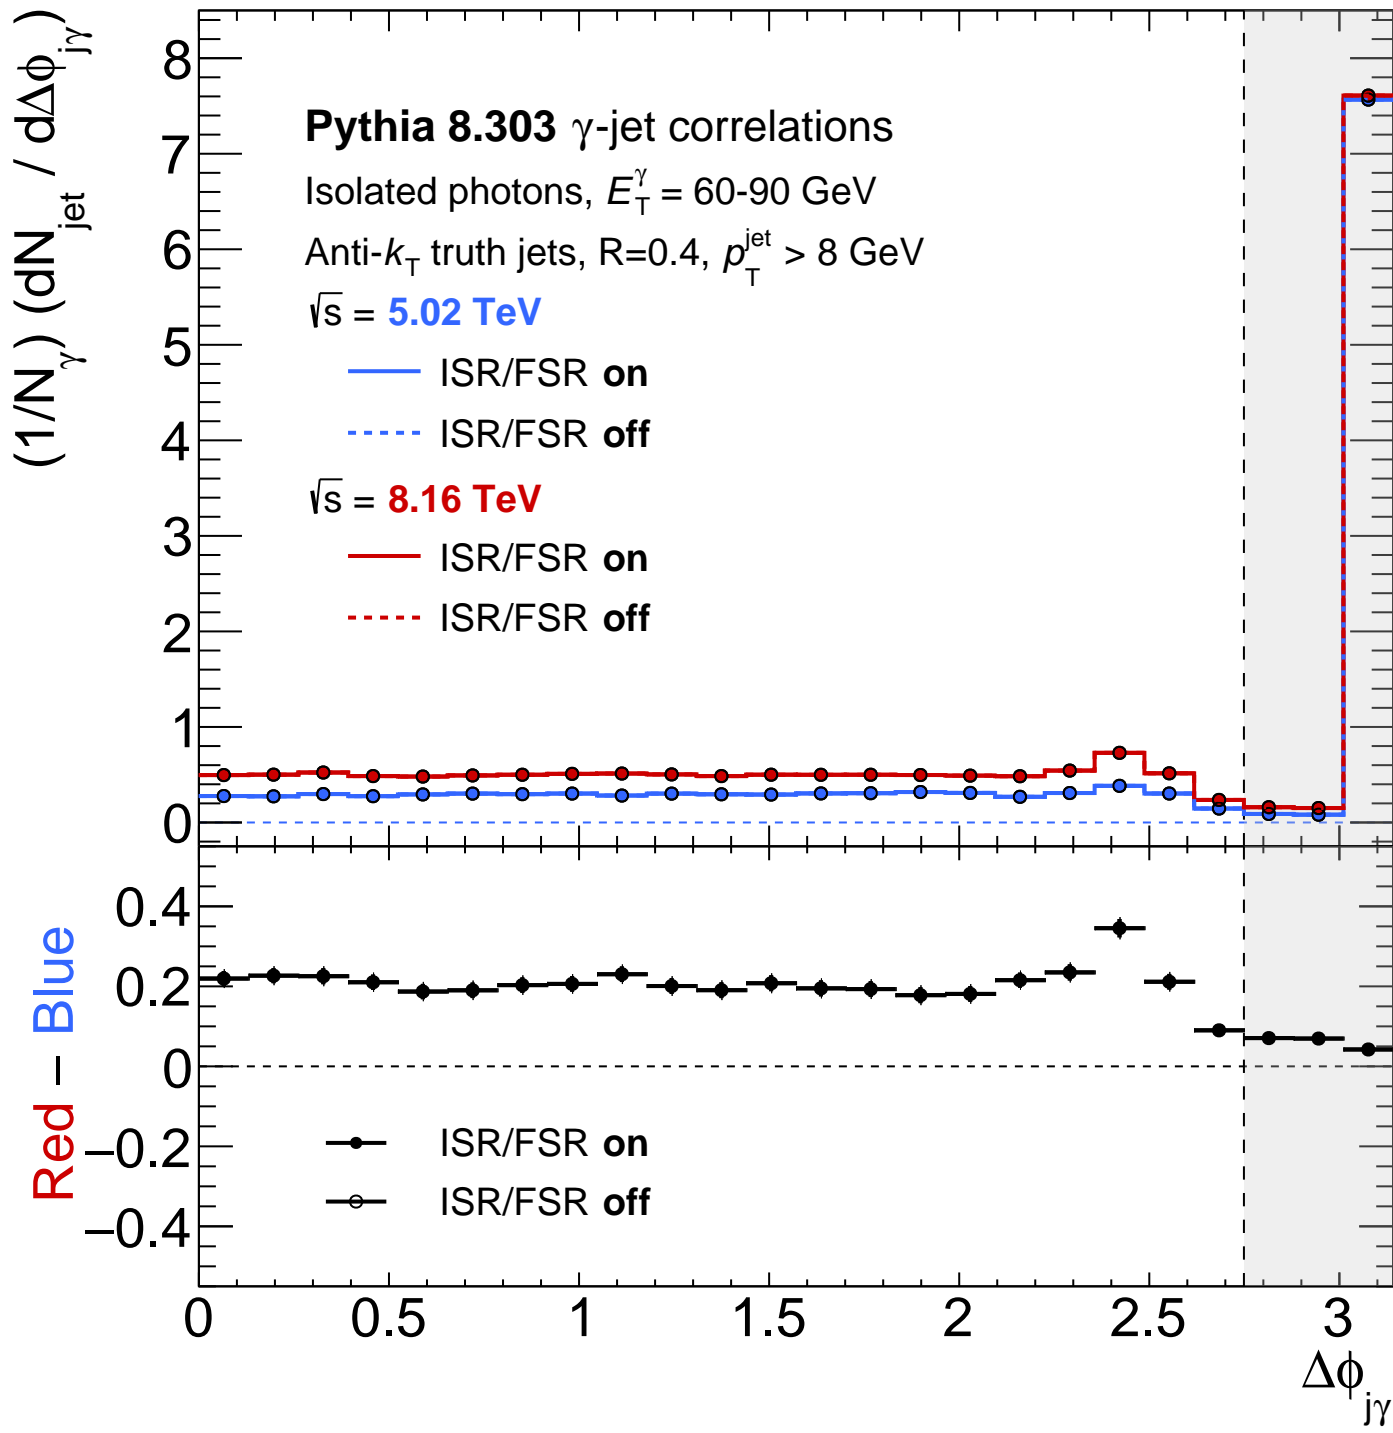 (1/N_γ) (dN_jet / dΔϕ_jγ)
8
7
6
5
4
3
2
1
0
Pythia 8.303 γ-jet correlations
Isolated photons, E_T^γ = 60-90 GeV
Anti-k_T truth jets, R=0.4, p_T^jet > 8 GeV
√s = 5.02 TeV
ISR/FSR on
ISR/FSR off
√s = 8.16 TeV
ISR/FSR on
ISR/FSR off
Red – Blue
0.4
0.2
0
−0.2
−0.4
ISR/FSR on
ISR/FSR off
0 0.5 1 1.5 2 2.5 3
Δϕ_jγ